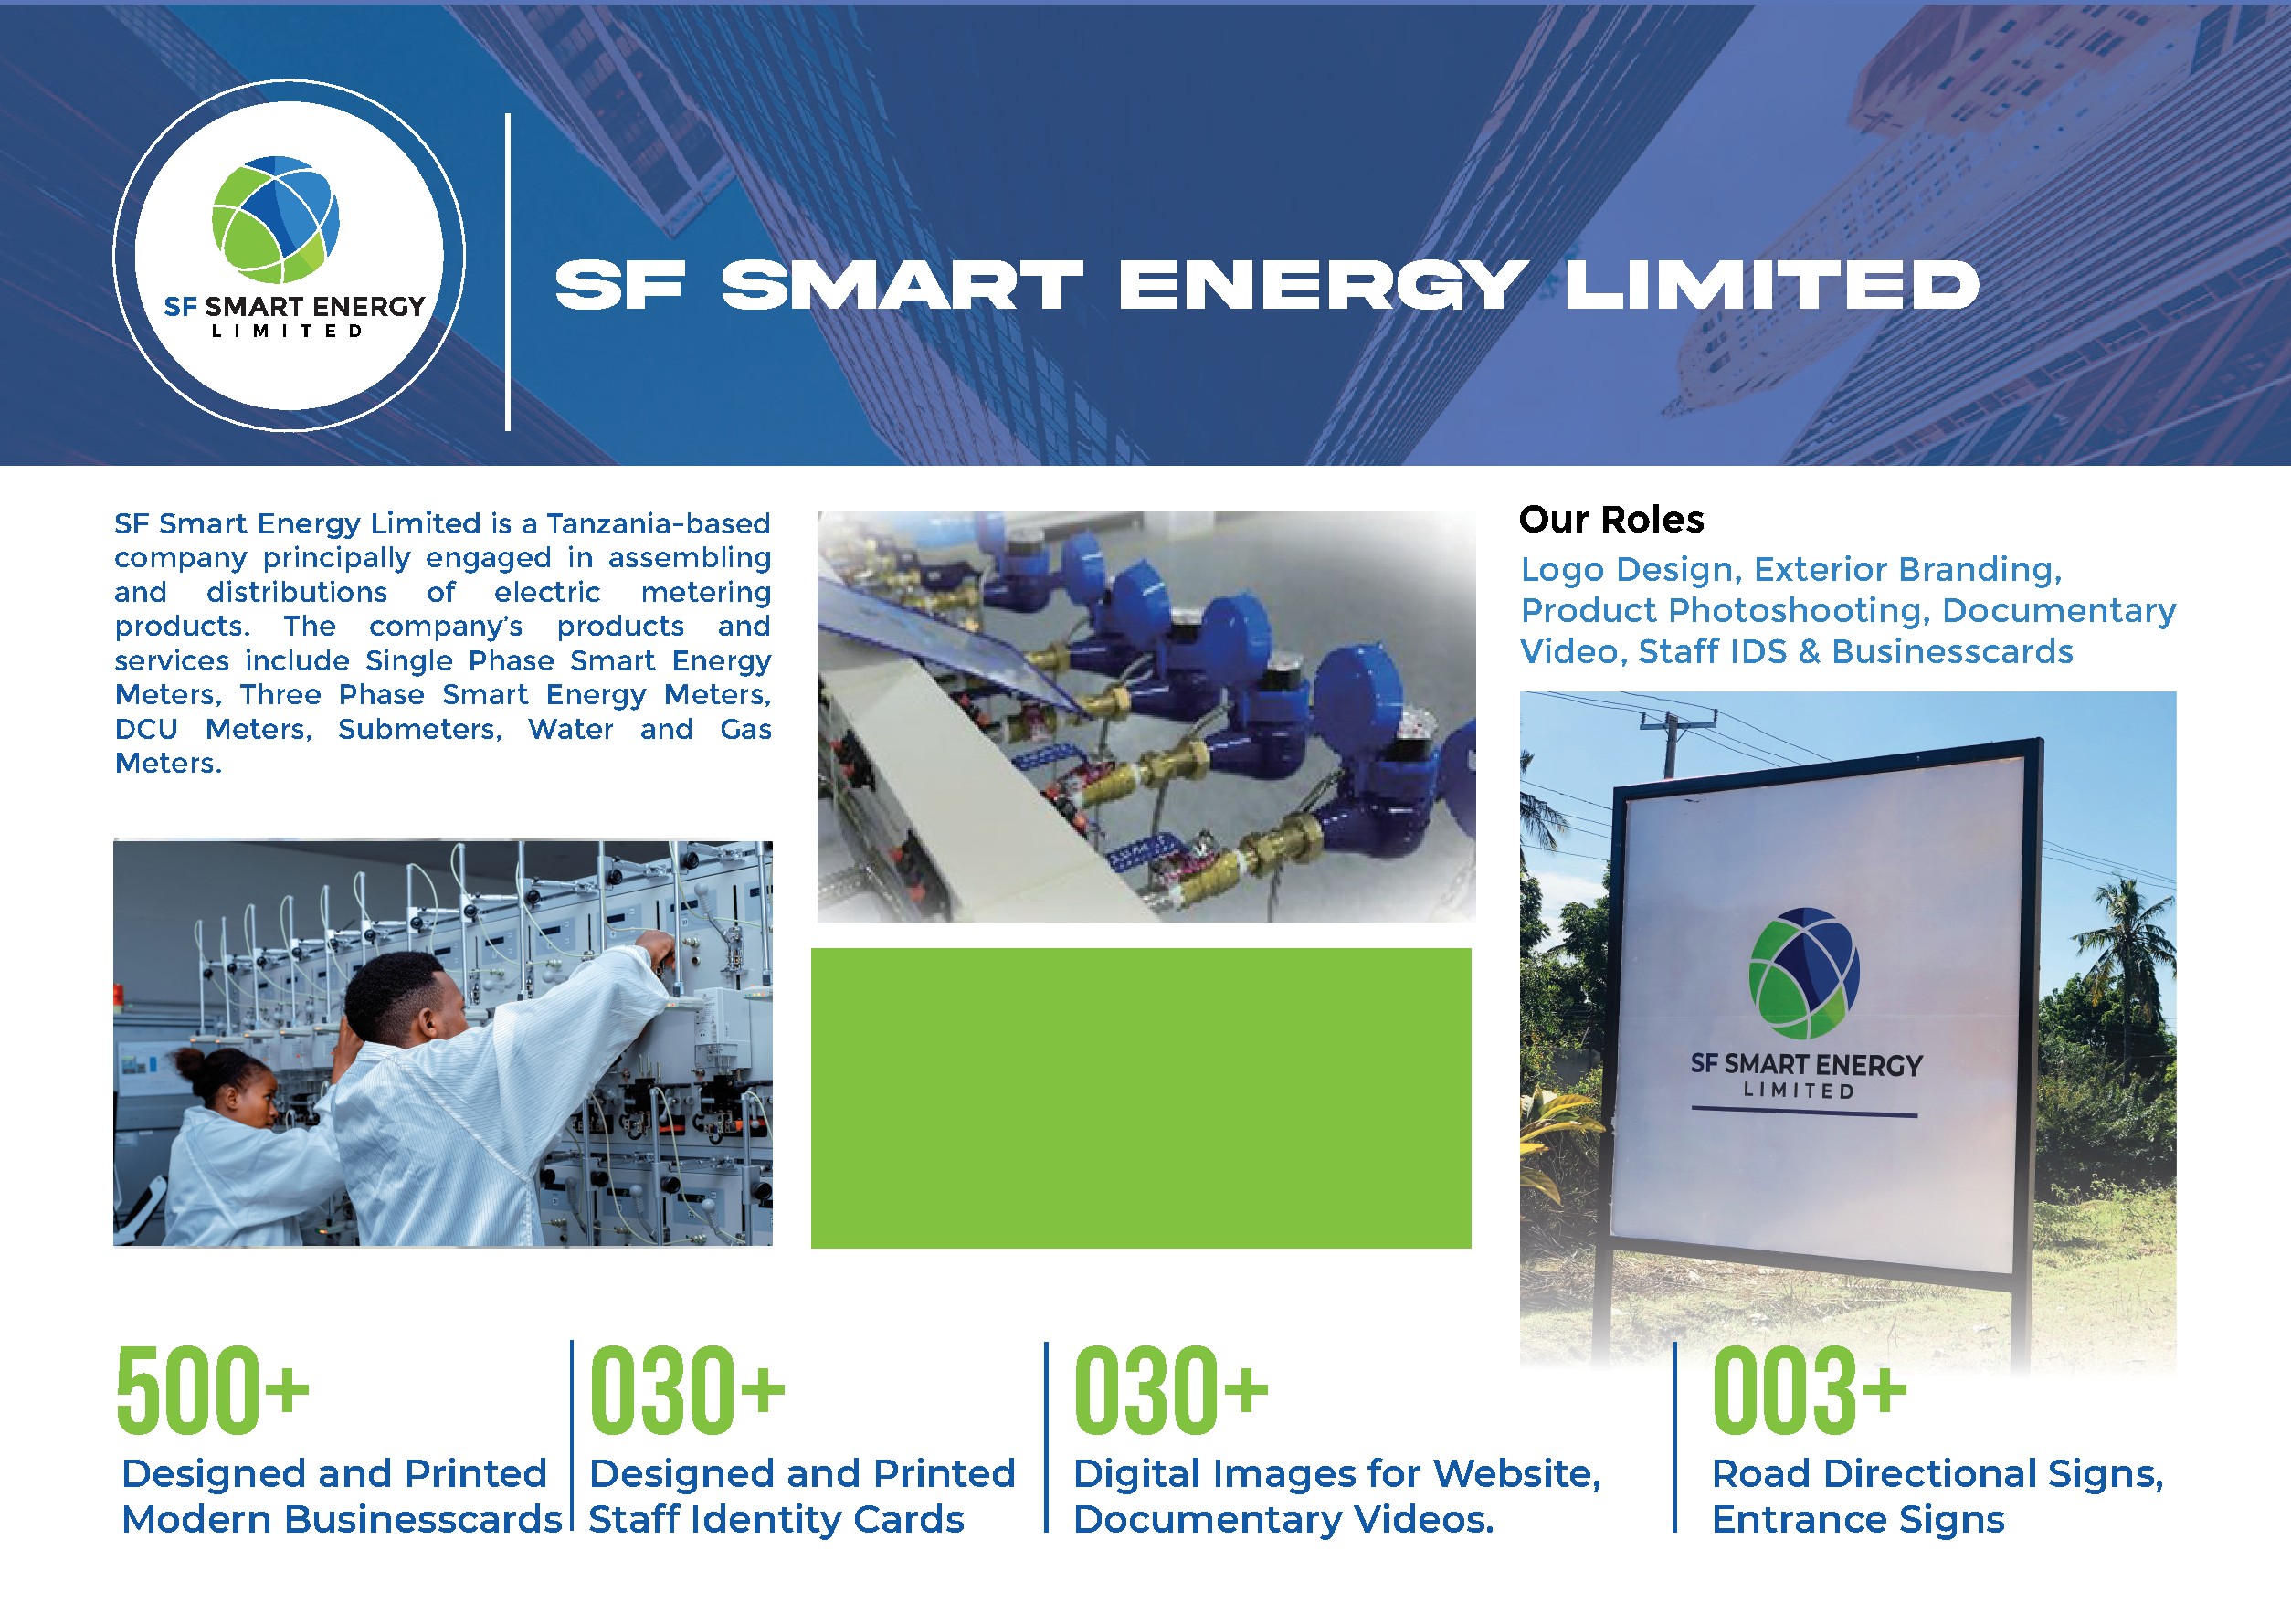 SF SMART ENERGY
LIMITED
SF SMART ENERGY LIMITED
SF Smart Energy Limited is a Tanzania-based
company principally engaged in assembling
and distributions of electric metering
products. The company's products and
services include Single Phase Smart Energy
Meters, Three Phase Smart Energy Meters,
DCU Meters, Submeters, Water and Gas
Meters.
Our Roles
Logo Design, Exterior Branding,
Product Photoshooting, Documentary
Video, Staff IDS & Businesscards
SF SMART ENERGY
LIMITED
500+
Designed and Printed
Modern Businesscards
030+
Designed and Printed
Staff Identity Cards
030+
Digital Images for Website,
Documentary Videos.
003+
Road Directional Signs,
Entrance Signs